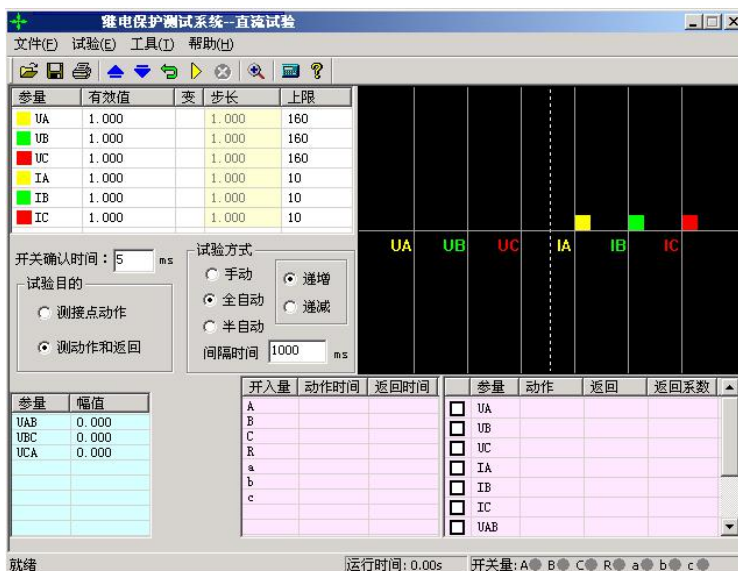 继电保护测试系统--直流试验
文件(F) 试验(E) 工具(T) 帮助(H)
参量 有效值 变 步长 上限
UA 1.000 1.000 160
UB 1.000 1.000 160
UC 1.000 1.000 160
IA 1.000 1.000 10
IB 1.000 1.000 10
IC 1.000 1.000 10
UA UB UC IA IB IC
开关确认时间：5 ms
试验目的
测接点动作
测动作和返回
试验方式
手动
全自动
半自动
递增
递减
间隔时间 1000 ms
参量 幅值
UAB 0.000
UBC 0.000
UCA 0.000
开入量 动作时间 返回时间
A
B
C
R
a
b
c
参量 动作 返回 返回系数
UA
UB
UC
IA
IB
IC
UAB
就绪 运行时间: 0.00s 开关量: A B C R a b c